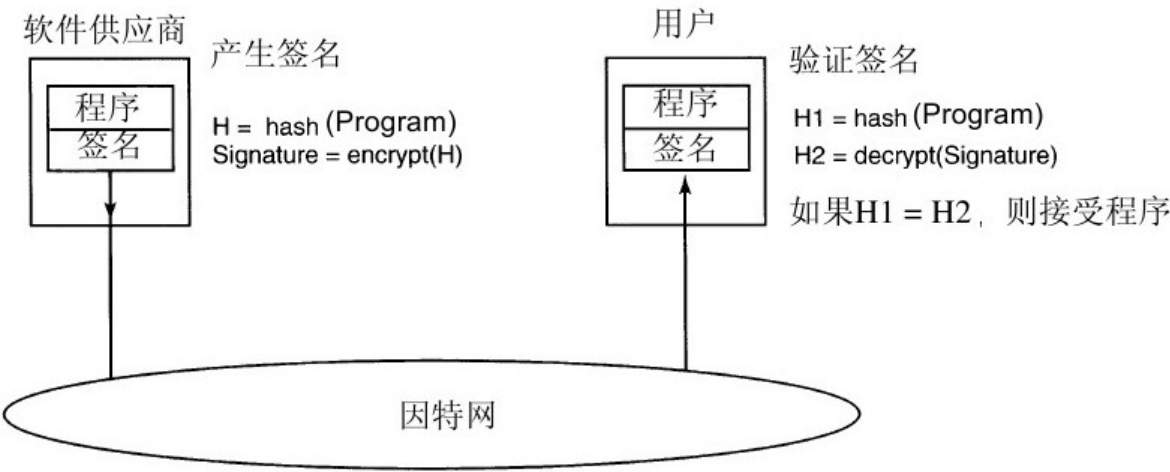 软件供应商
产生签名
程序
签名
H = hash (Program)
Signature = encrypt(H)
用户
验证签名
程序
签名
H1 = hash (Program)
H2 = decrypt(Signature)
如果H1 = H2，则接受程序
因特网